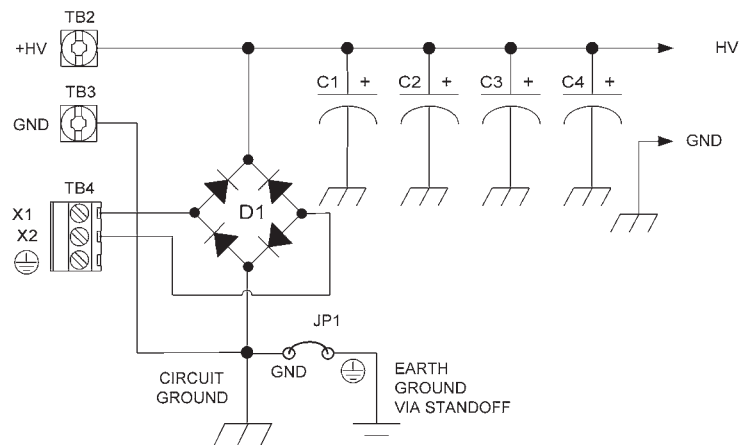 TB2
+HV
HV
TB3
C1 +
C2 +
C3 +
C4 +
GND
GND
TB4
D1
X1
X2
JP1
GND
CIRCUIT
GROUND
EARTH
GROUND
VIA STANDOFF